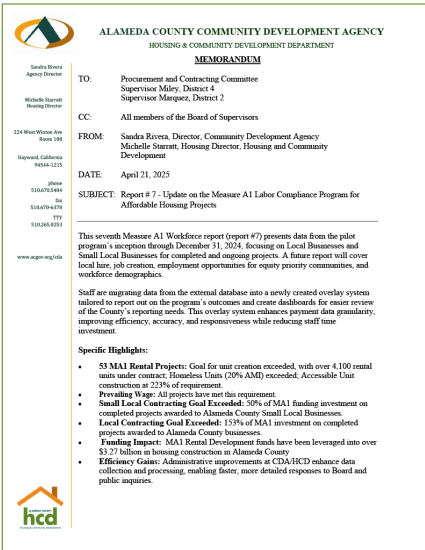 ALAMEDA COUNTY COMMUNITY DEVELOPMENT AGENCY
HOUSING & COMMUNITY DEVELOPMENT DEPARTMENT
MEMORANDUM
Sandra Rivera
Agency Director
Michelle Starratt
Housing Director
224 West Winton Ave
Room 108
Hayward, California
94544-1215
phone
510.670.5404
fax
510.670-6378
TTY
510.265.0253
www.acgov.org/cda
TO: Procurement and Contracting Committee
Supervisor Miley, District 4
Supervisor Marquez, District 2
CC: All members of the Board of Supervisors
FROM: Sandra Rivera, Director, Community Development Agency
Michelle Starratt, Housing Director, Housing and Community
Development
DATE: April 21, 2025
SUBJECT: Report # 7 - Update on the Measure A1 Labor Compliance Program for
Affordable Housing Projects
This seventh Measure A1 Workforce report (report #7) presents data from the pilot
program's inception through December 31, 2024, focusing on Local Businesses and
Small Local Businesses for completed and ongoing projects. A future report will cover
local hire, job creation, employment opportunities for equity priority communities, and
workforce demographics.
Staff are migrating data from the external database into a newly created overlay system
tailored to report out on the program's outcomes and create dashboards for easier review
of the County's reporting needs. This overlay system enhances payment data granularity,
improving efficiency, accuracy, and responsiveness while reducing staff time
investment.
Specific Highlights:
• 53 MA1 Rental Projects: Goal for unit creation exceeded, with over 4,100 rental
units under contract; Homeless Units (20% AMI) exceeded; Accessible Unit
construction at 223% of requirement.
• Prevailing Wage: All projects have met this requirement.
• Small Local Contracting Goal Exceeded: 50% of MA1 funding investment on
completed projects awarded to Alameda County Small Local Businesses.
• Local Contracting Goal Exceeded: 153% of MA1 investment on completed
projects awarded to Alameda County businesses.
• Funding Impact: MA1 Rental Development funds have been leveraged into over
$3.27 billion in housing construction in Alameda County
• Efficiency Gains: Administrative improvements at CDA/HCD enhance data
collection and processing, enabling faster, more detailed responses to Board and
public inquiries.
ALAMEDA COUNTY
hcd
Housing & Community Development